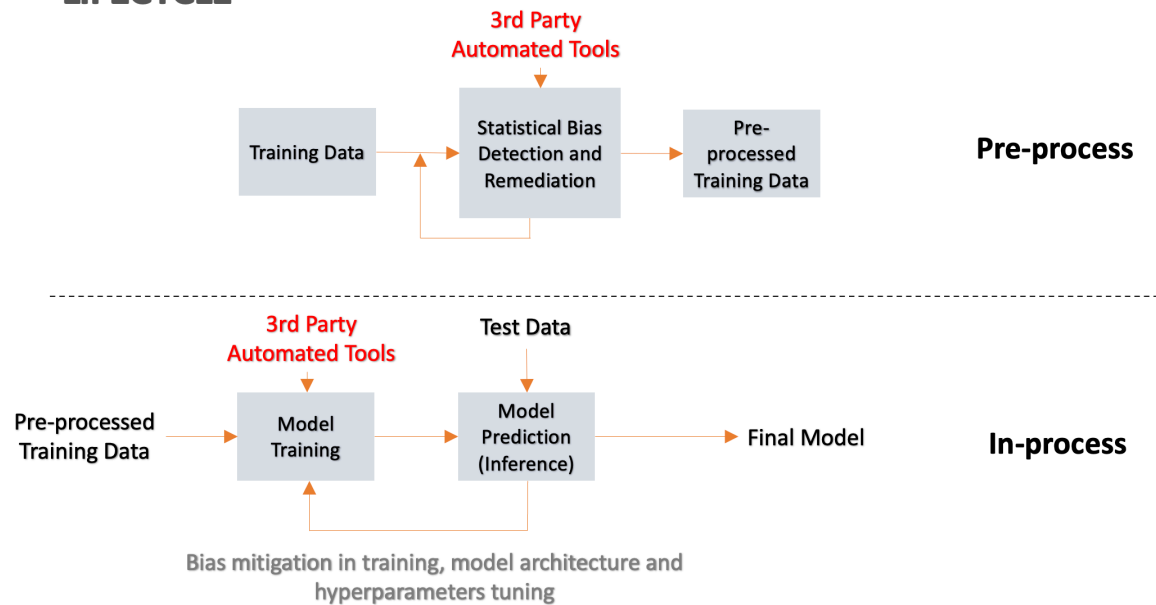 LIFECYCLE
3rd Party
Automated Tools
Training Data
Statistical Bias
Detection and
Remediation
Pre-
processed
Training Data
Pre-process
3rd Party
Automated Tools
Test Data
Pre-processed
Training Data
Model
Training
Model
Prediction
(Inference)
Final Model
In-process
Bias mitigation in training, model architecture and
hyperparameters tuning